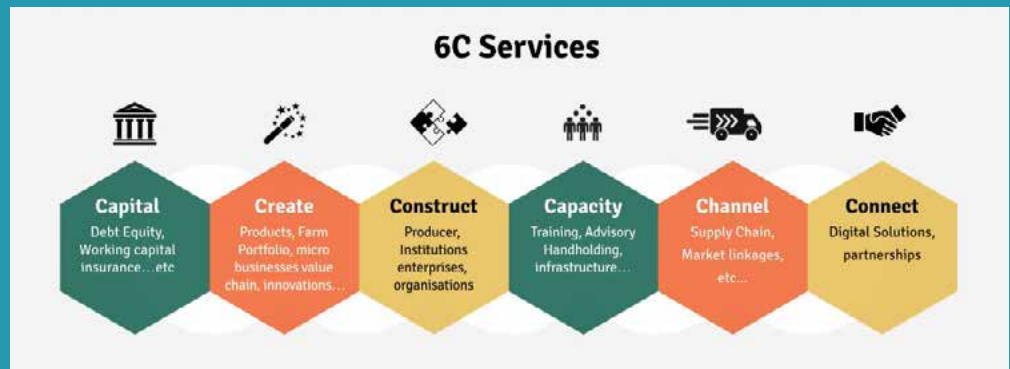 6C Services
Capital
Debt Equity,
Working capital
insurance...etc
Create
Products, Farm
Portfolio, micro
businesses value
chain, innovations...
Construct
Producer,
Institutions
enterprises,
organisations
Capacity
Training, Advisory
Handholding,
infrastructure...
Channel
Supply Chain,
Market linkages,
etc...
Connect
Digital Solutions,
partnerships